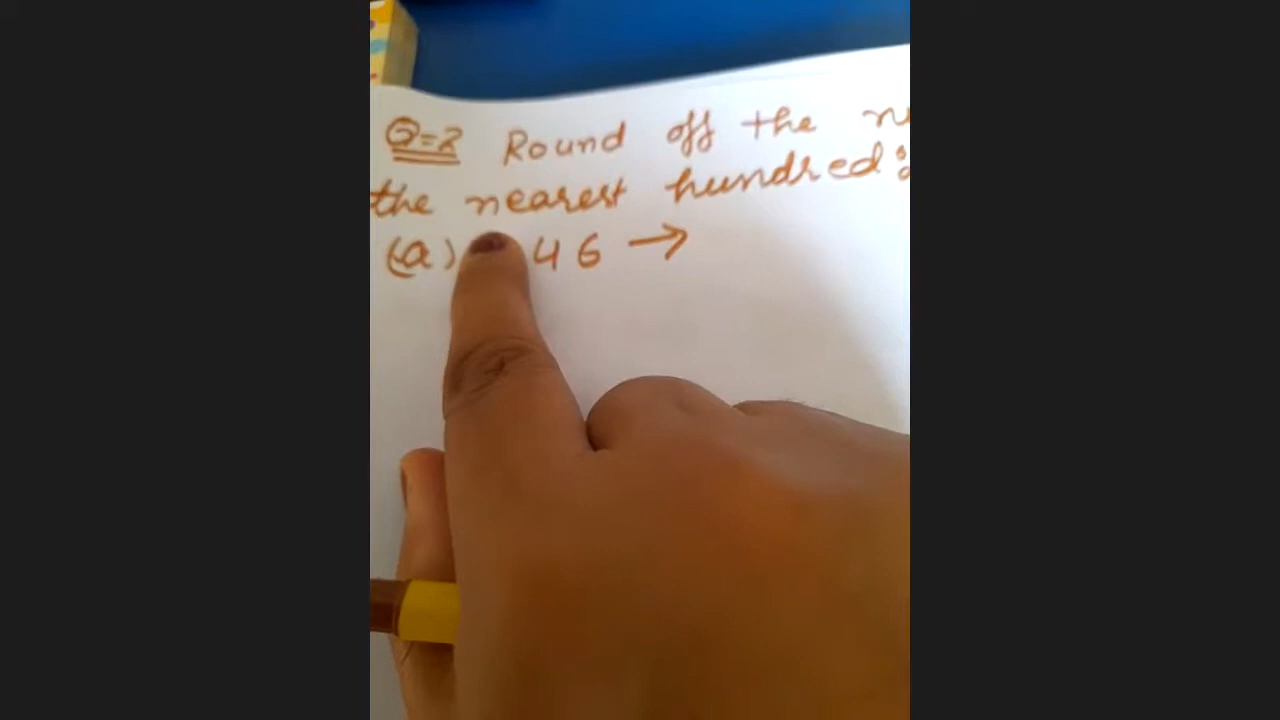 Q=2 Round off the
the nearest hundred:
(a) 46 →